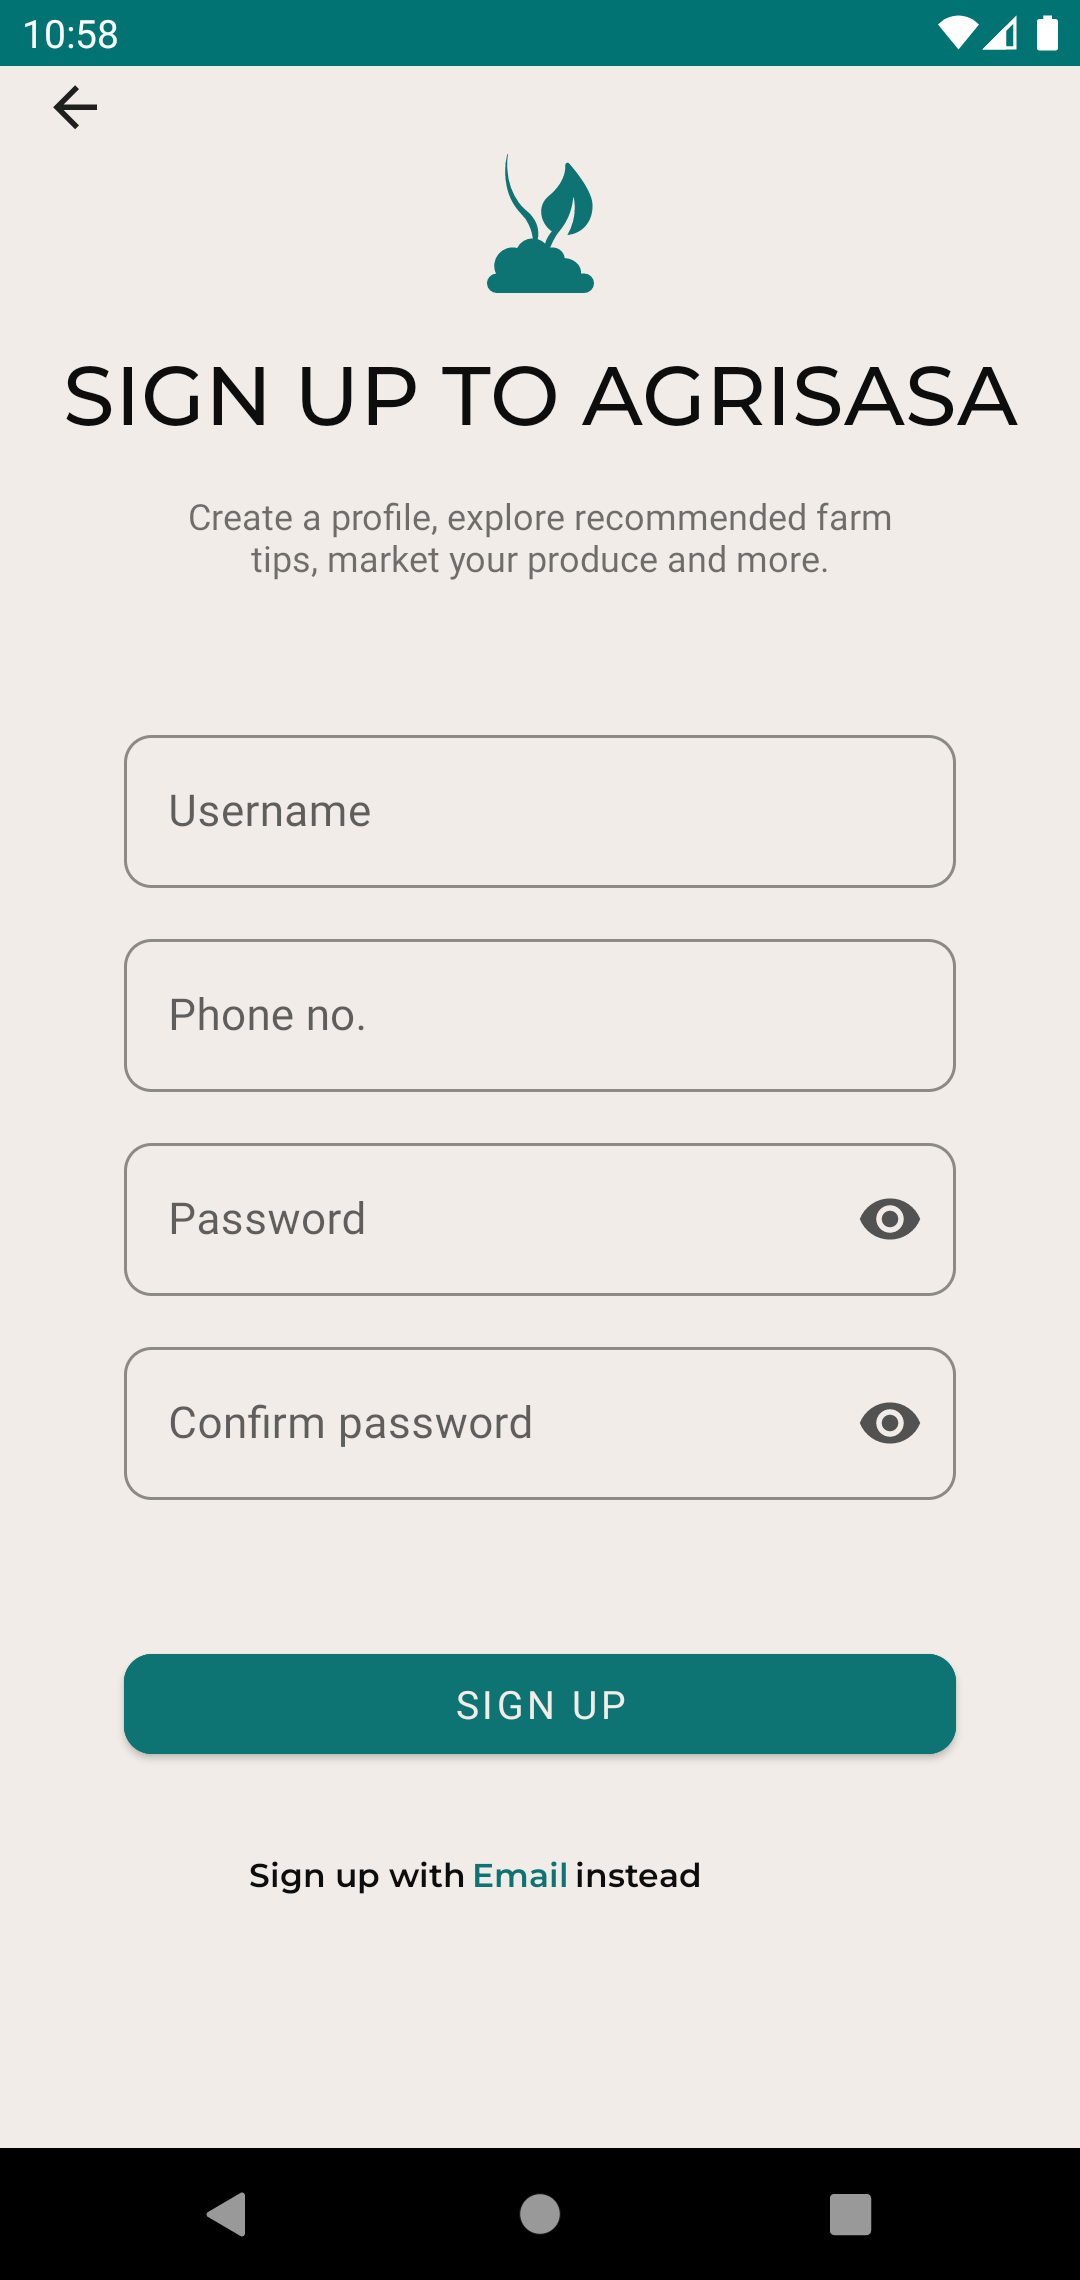 10:58
SIGN UP TO AGRISASA
Create a profile, explore recommended farm
tips, market your produce and more.
Username
Phone no.
Password
Confirm password
SIGN UP
Sign up with Email instead